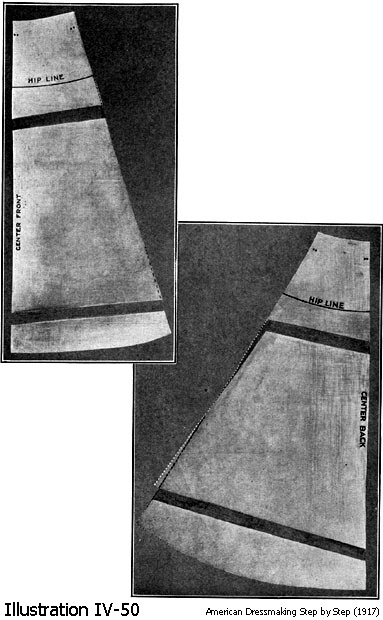 HIP LINE
CENTER FRONT
HIP LINE
CENTER BACK
Illustration IV-50
American Dressmaking Step by Step (1917)